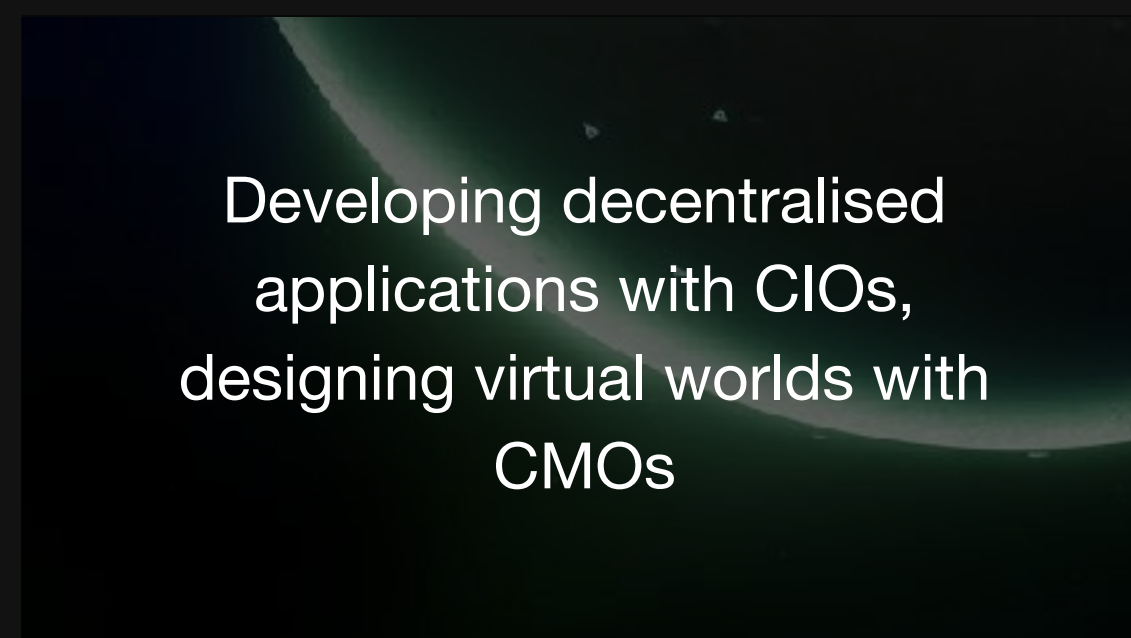 Developing decentralised
applications with CIOs,
designing virtual worlds with
CMOs